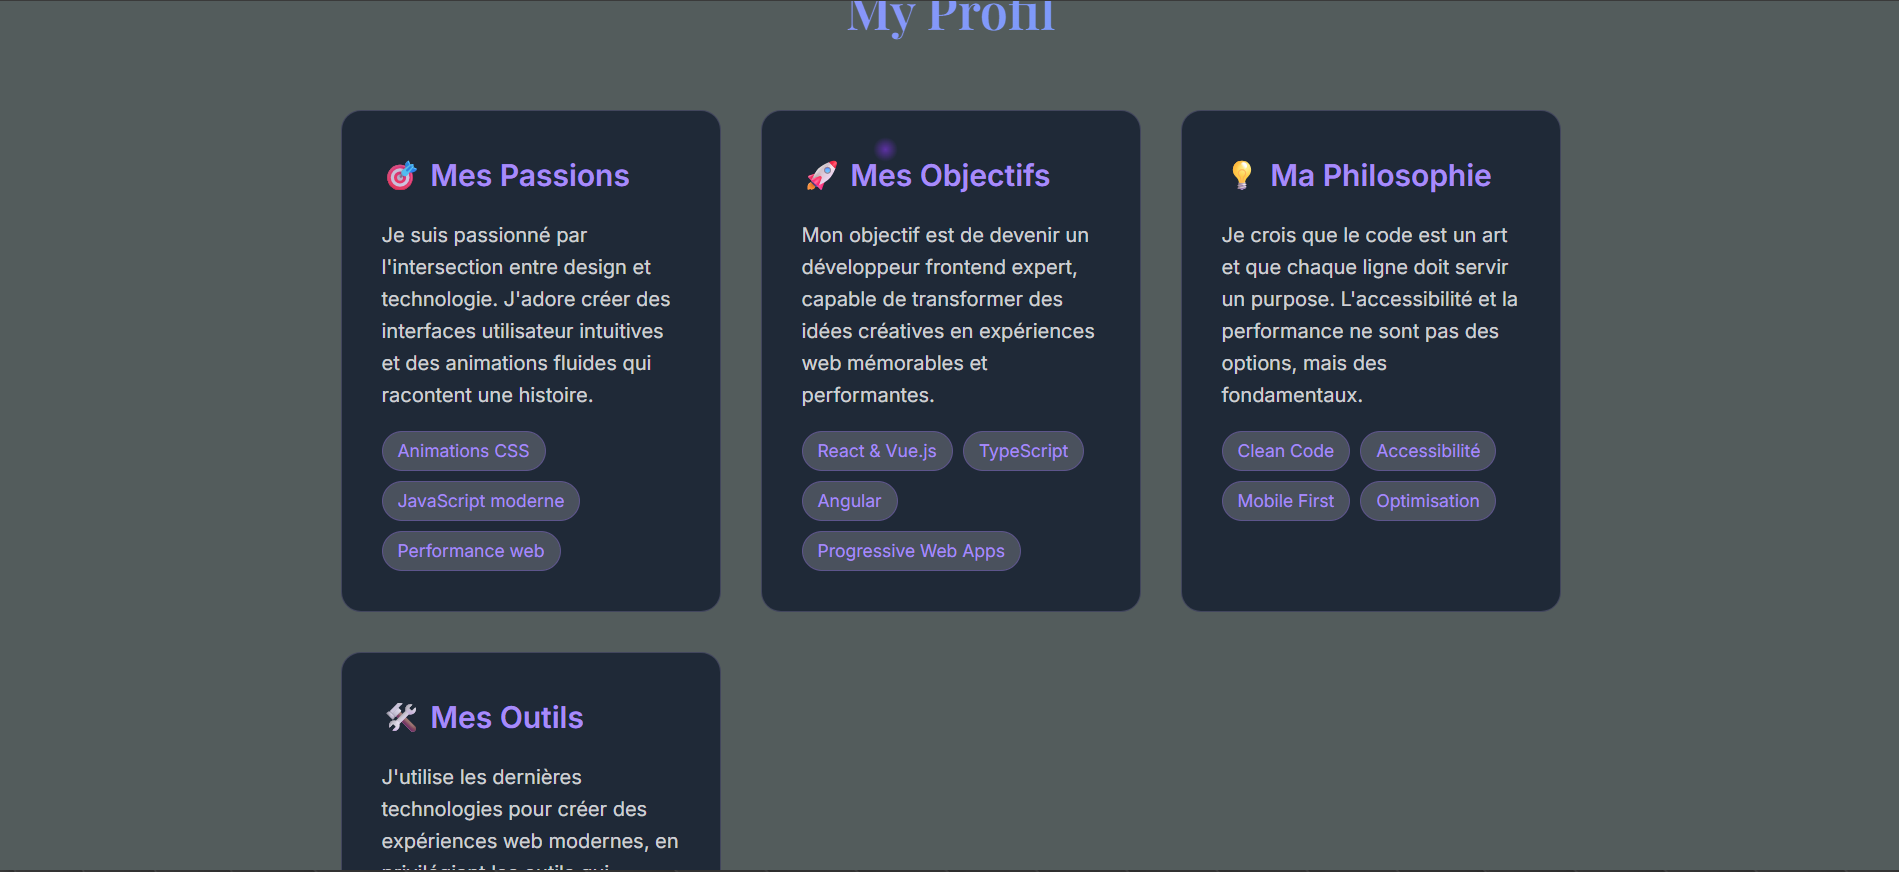 My Profil
Mes Passions
Je suis passionné par
l'intersection entre design et
technologie. J'adore créer des
interfaces utilisateur intuitives
et des animations fluides qui
racontent une histoire.
Animations CSS
JavaScript moderne
Performance web
Mes Objectifs
Mon objectif est de devenir un
développeur frontend expert,
capable de transformer des
idées créatives en expériences
web mémorables et
performantes.
React & Vue.js
TypeScript
Angular
Progressive Web Apps
Ma Philosophie
Je crois que le code est un art
et que chaque ligne doit servir
un purpose. L'accessibilité et la
performance ne sont pas des
options, mais des
fondamentaux.
Clean Code
Accessibilité
Mobile First
Optimisation
Mes Outils
J'utilise les dernières
technologies pour créer des
expériences web modernes, en
privilégiant les outils qui